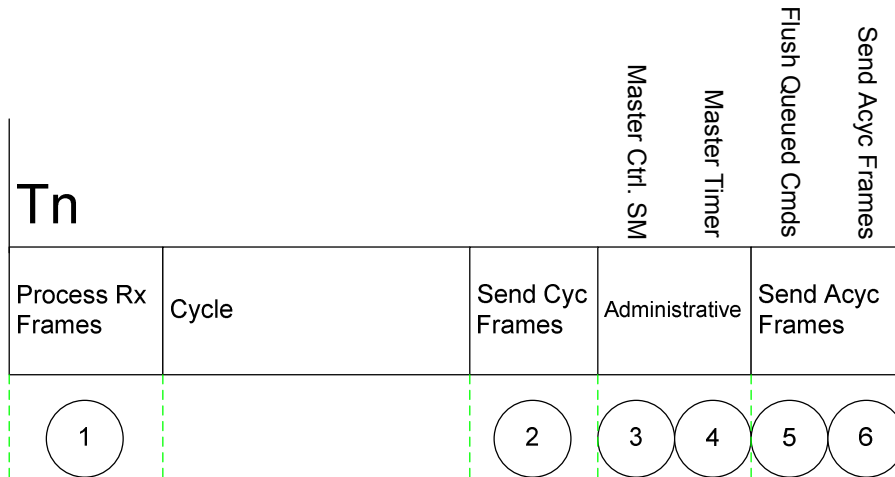 Master Ctrl. SM
Master Timer
Flush Queued Cmds
Send Acyc Frames
Tn
Process Rx
Frames
Cycle
Send Cyc
Frames
Administrative
Send Acyc
Frames
1
2
3
4
5
6